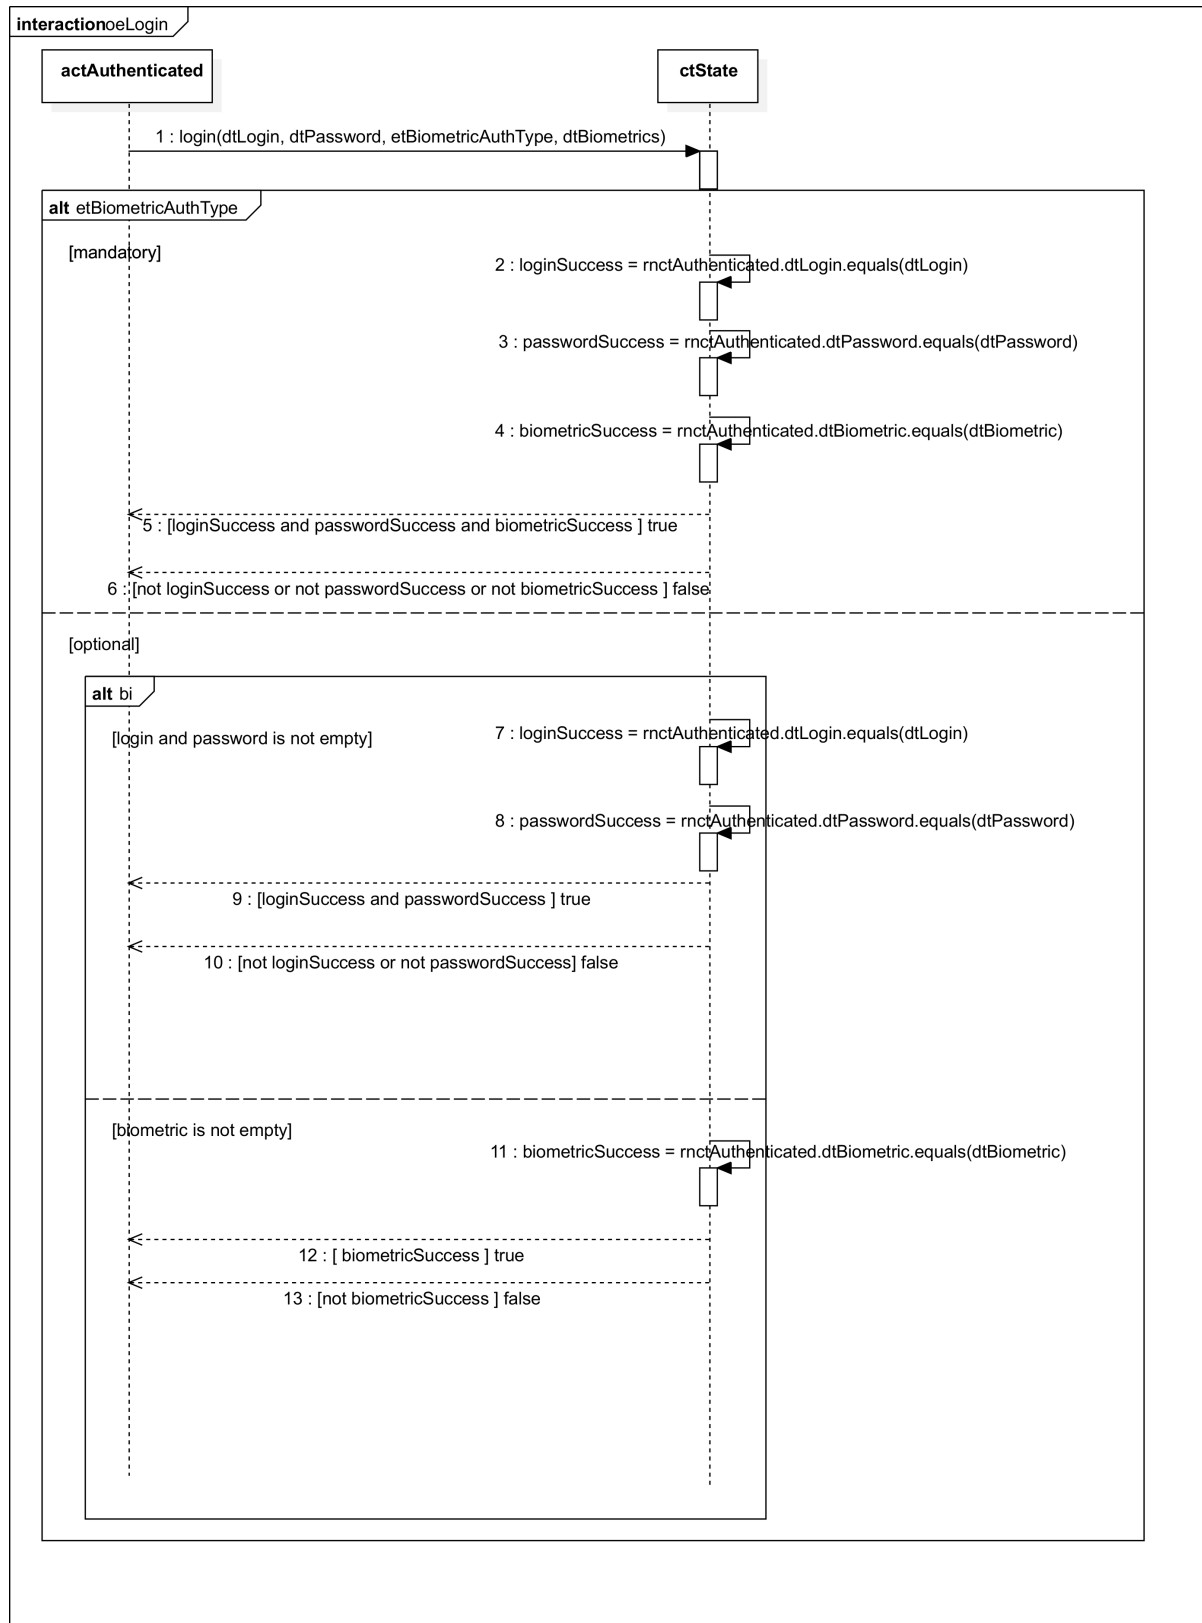 interactionoeLogin
actAuthenticated
ctState
1 : login(dtLogin, dtPassword, etBiometricAuthType, dtBiometrics)
alt etBiometricAuthType
[mandatory]
2 : loginSuccess = rnctAuthenticated.dtLogin.equals(dtLogin)
3 : passwordSuccess = rnctAuthenticated.dtPassword.equals(dtPassword)
4 : biometricSuccess = rnctAuthenticated.dtBiometric.equals(dtBiometric)
5 : [loginSuccess and passwordSuccess and biometricSuccess ] true
6 : [not loginSuccess or not passwordSuccess or not biometricSuccess ] false
[optional]
alt bi
[login and password is not empty]
7 : loginSuccess = rnctAuthenticated.dtLogin.equals(dtLogin)
8 : passwordSuccess = rnctAuthenticated.dtPassword.equals(dtPassword)
9 : [loginSuccess and passwordSuccess ] true
10 : [not loginSuccess or not passwordSuccess] false
[biometric is not empty]
11 : biometricSuccess = rnctAuthenticated.dtBiometric.equals(dtBiometric)
12 : [ biometricSuccess ] true
13 : [not biometricSuccess ] false